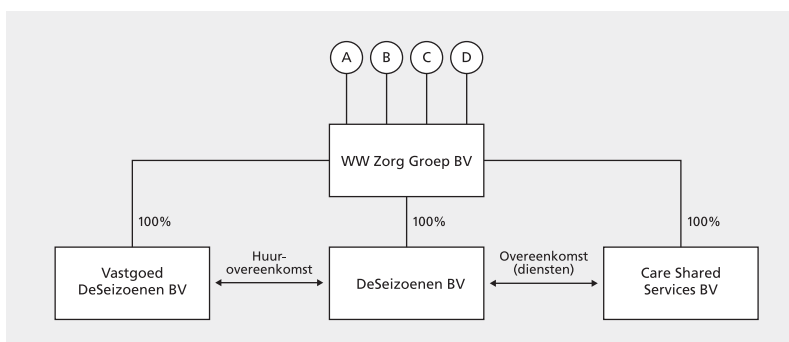 A
B
C
D
WW Zorg Groep BV
100%
100%
100%
Vastgoed
DeSeizoenen BV
Huur-
overeenkomst
DeSeizoenen BV
Overeenkomst
(diensten)
Care Shared
Services BV